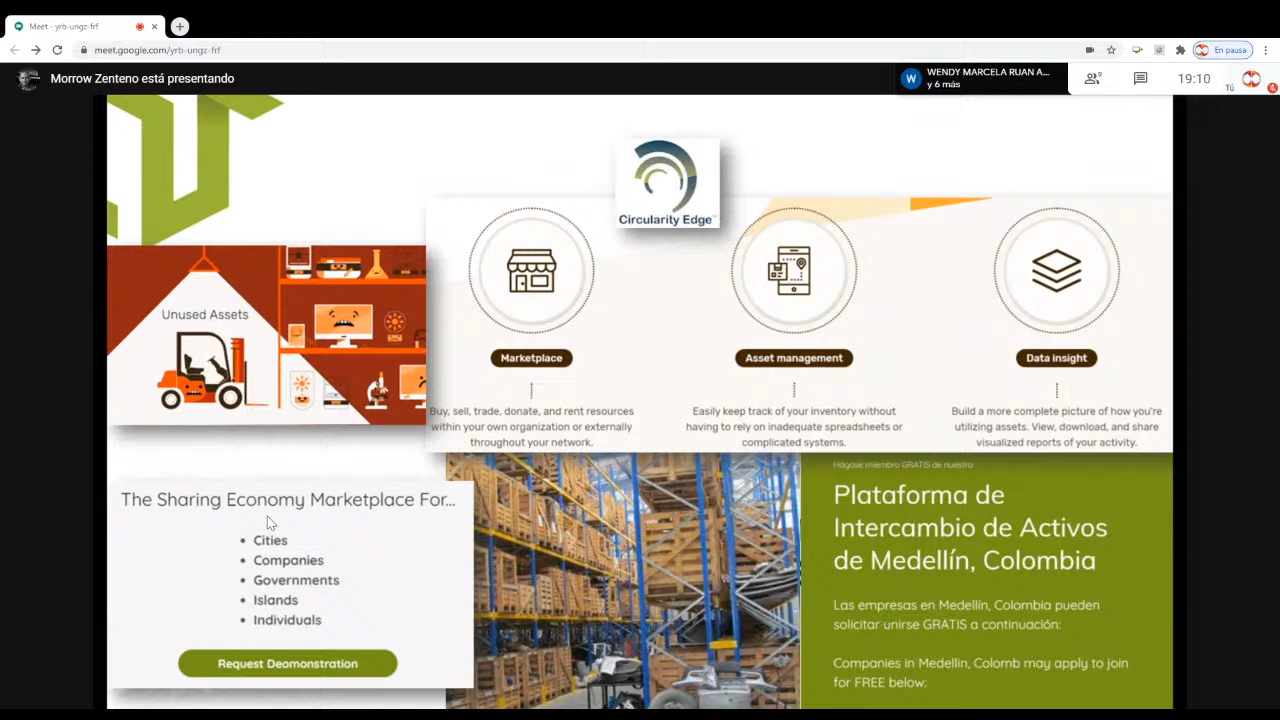 Meet - yrb-ungz-frf
meet.google.com/yrb-ungz-frf
En pausa
Morrow Zenteno está presentando
W
WENDY MARCELA RUAN A...
y 6 más
9
19:10
Tú
Circularity Edge™
Unused Assets
Marketplace
Asset management
Data insight
Buy, sell, trade, donate, and rent resources
within your own organization or externally
throughout your network.
Easily keep track of your inventory without
having to rely on inadequate spreadsheets or
complicated systems.
Build a more complete picture of how you're
utilizing assets. View, download, and share
visualized reports of your activity.
The Sharing Economy Marketplace For...
• Cities
• Companies
• Governments
• Islands
• Individuals
Request Deomonstration
Hágase miembro GRATIS de nuestro
Plataforma de
Intercambio de Activos
de Medellín, Colombia
Las empresas en Medellín, Colombia pueden
solicitar unirse GRATIS a continuación:
Companies in Medellin, Colomb may apply to join
for FREE below: